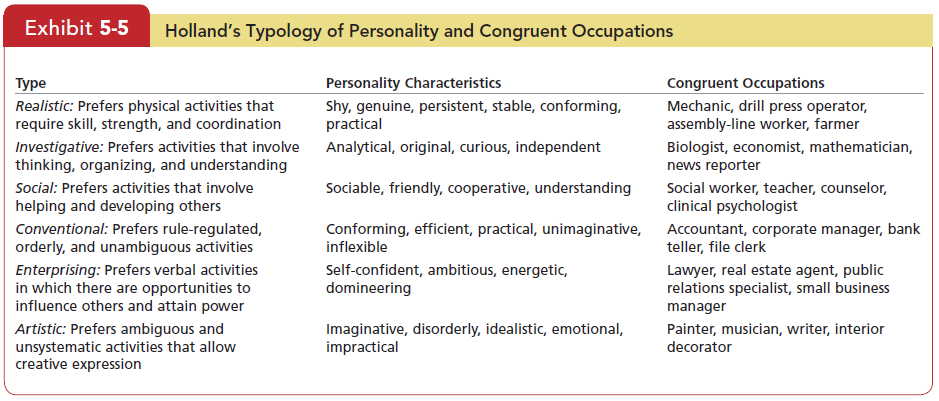 Exhibit 5-5 Holland's Typology of Personality and Congruent Occupations
Type Personality Characteristics Congruent Occupations
Realistic: Prefers physical activities that Shy, genuine, persistent, stable, conforming, Mechanic, drill press operator,
require skill, strength, and coordination practical assembly-line worker, farmer
Investigative: Prefers activities that involve Analytical, original, curious, independent Biologist, economist, mathematician,
thinking, organizing, and understanding news reporter
Social: Prefers activities that involve Sociable, friendly, cooperative, understanding Social worker, teacher, counselor,
helping and developing others clinical psychologist
Conventional: Prefers rule-regulated, Conforming, efficient, practical, unimaginative, Accountant, corporate manager, bank
orderly, and unambiguous activities inflexible teller, file clerk
Enterprising: Prefers verbal activities Self-confident, ambitious, energetic, Lawyer, real estate agent, public
in which there are opportunities to domineering relations specialist, small business
influence others and attain power manager
Artistic: Prefers ambiguous and Imaginative, disorderly, idealistic, emotional, Painter, musician, writer, interior
unsystematic activities that allow impractical decorator
creative expression